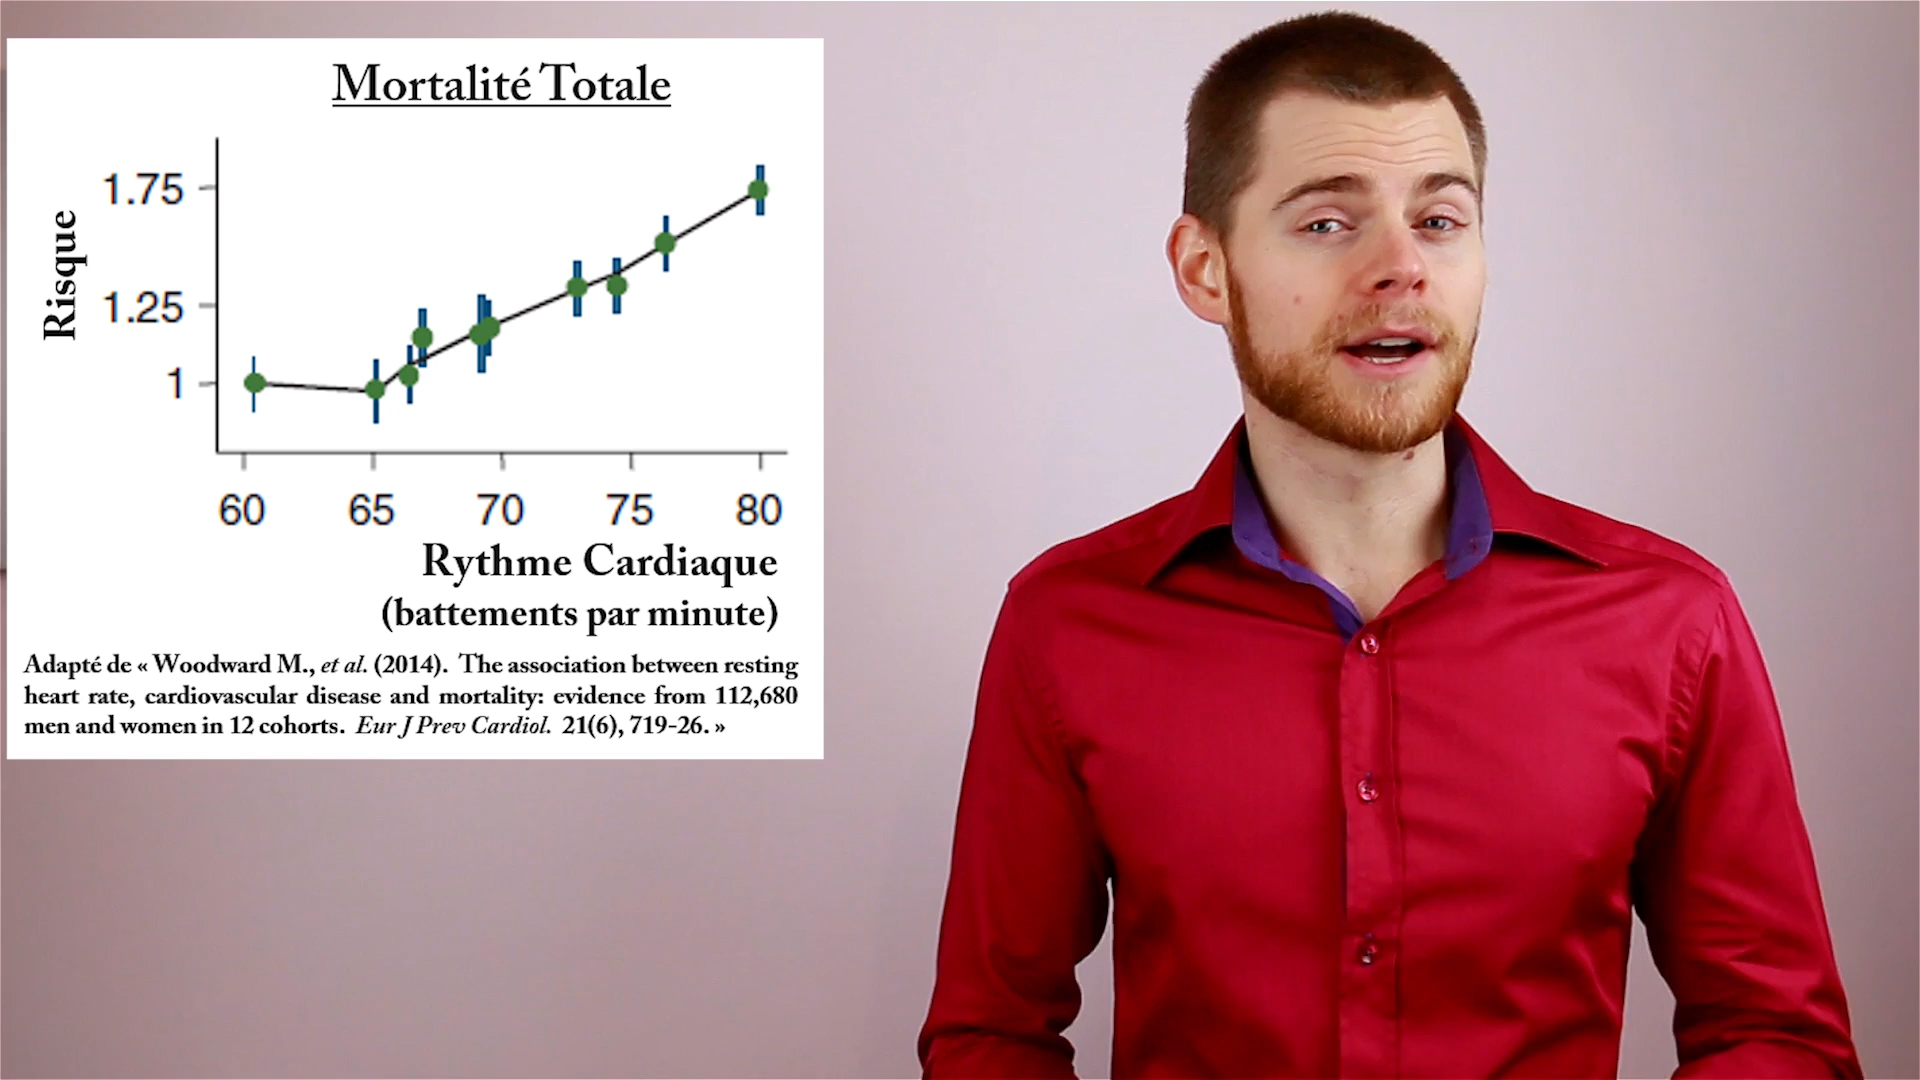 Mortalité Totale
1.75
1.25
1
Risque
60 65 70 75 80
Rythme Cardiaque
(battements par minute)
Adapté de « Woodward M., et al. (2014). The association between resting
heart rate, cardiovascular disease and mortality: evidence from 112,680
men and women in 12 cohorts. Eur J Prev Cardiol. 21(6), 719-26. »